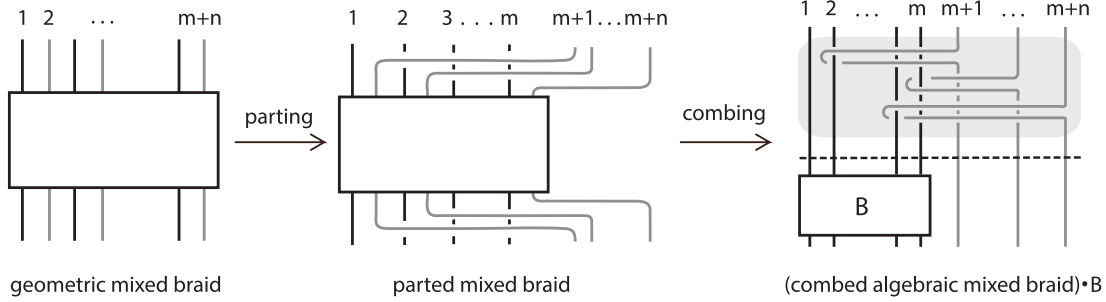 1 2 ... m+n
1 2 3 ... m m+1 ... m+n
1 2 ... m m+1 ... m+n
parting
combing
B
geometric mixed braid
parted mixed braid
(combed algebraic mixed braid)•B